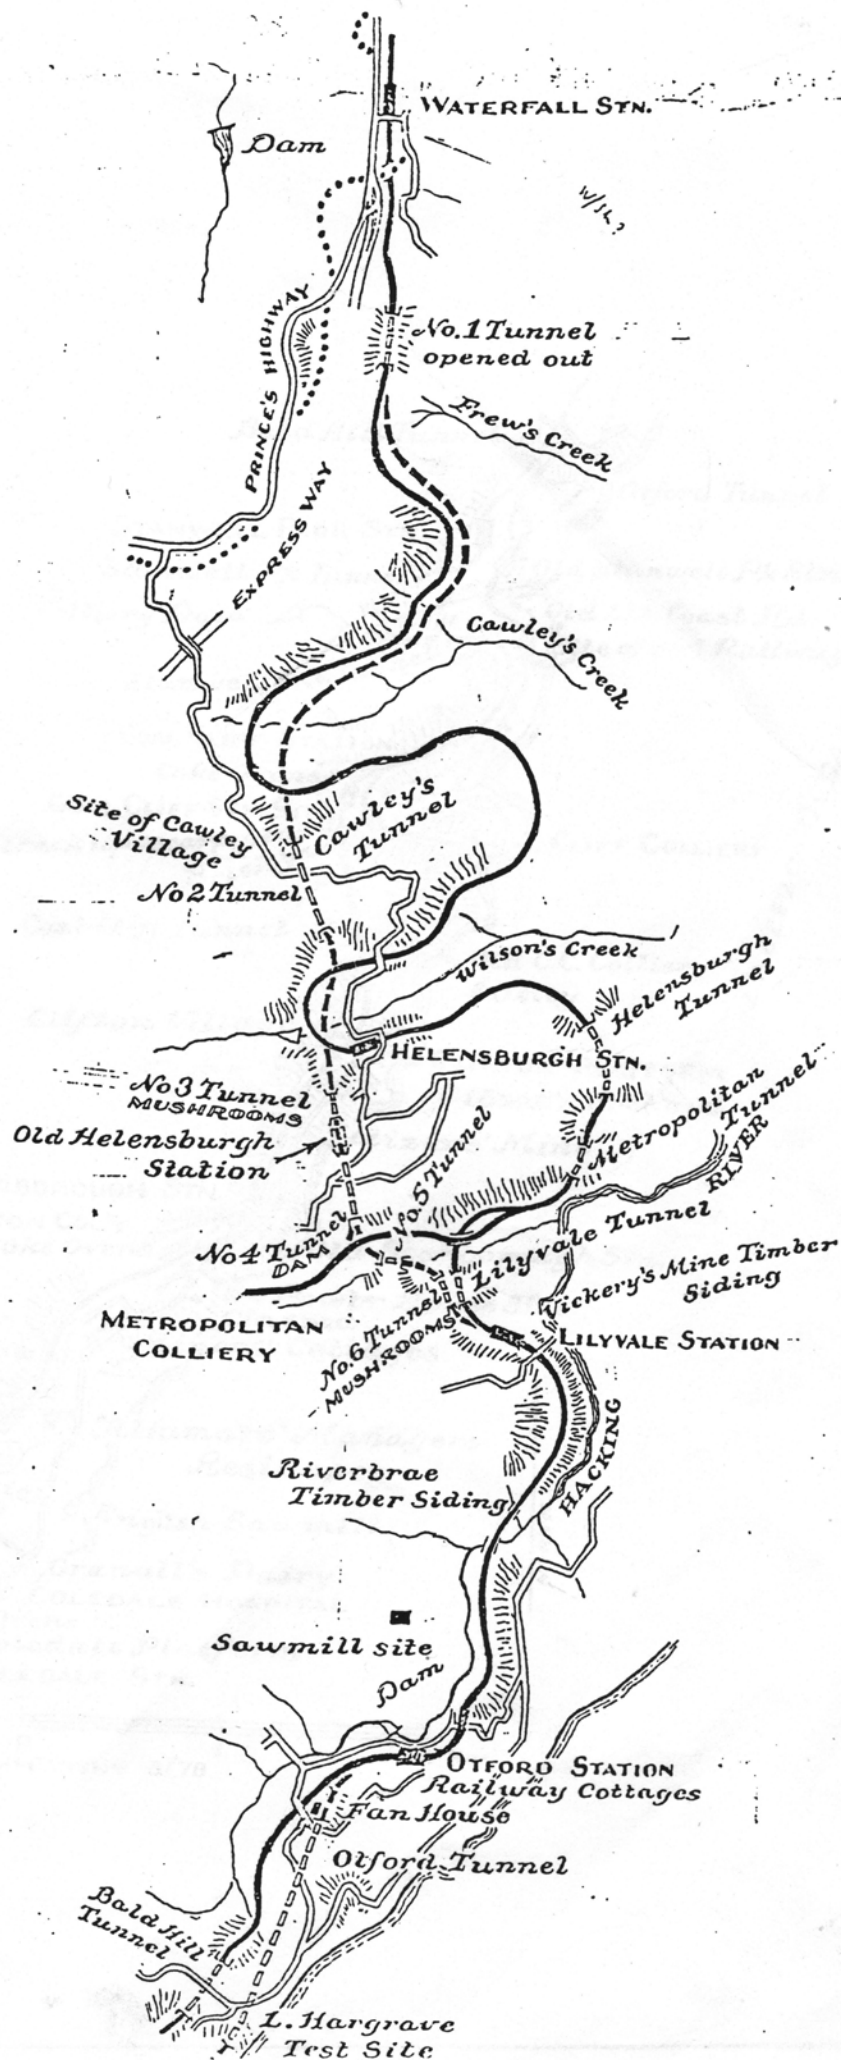 WATERFALL STN.
Dam
No. 1 Tunnel
opened out
PRINCE'S HIGHWAY
Frew's Creek
EXPRESS WAY
Cawley's Creek
Site of Cawley
Village
Cawley's
Tunnel
No 2 Tunnel
Wilson's Creek
Helensburgh
Tunnel
HELENSBURGH STN.
No 3 Tunnel
MUSHROOMS
Old Helensburgh
Station
Metropolitan
Tunnel
No. 5 Tunnel
RIVER
No 4 Tunnel
DAM
Lilyvale Tunnel
Vickery's Mine Timber
Siding
METROPOLITAN
COLLIERY
No. 6 Tunnel
MUSHROOMS
LILYVALE STATION
HACKING
Riverbrae
Timber Siding
Sawmill site
Dam
OTFORD STATION
Railway Cottages
Fan House
Otford Tunnel
Bald Hill
Tunnel
L. Hargrave
Test Site